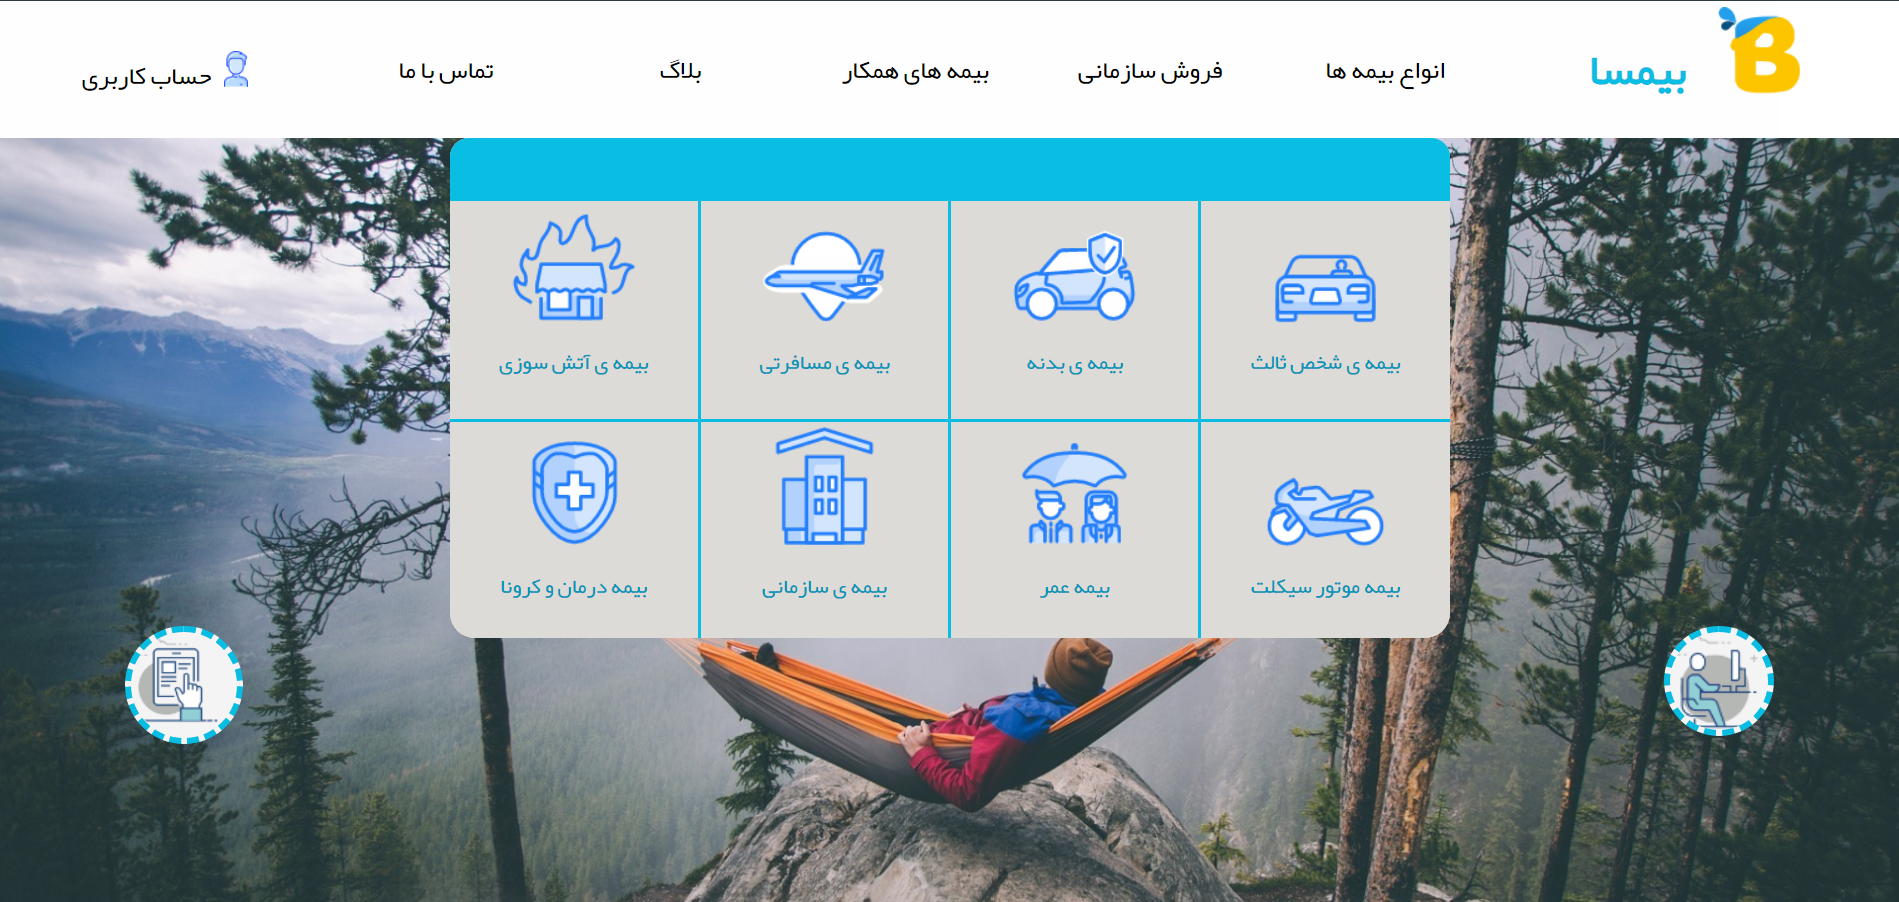 B
بیمسا
انواع بیمه ها
فروش سازمانی
بیمه های همکار
بلاگ
تماس با ما
حساب کاربری
بیمه ی شخص ثالث
بیمه ی بدنه
بیمه ی مسافرتی
بیمه ی آتش سوزی
بیمه موتور سیکلت
بیمه عمر
بیمه ی سازمانی
بیمه درمان و کرونا